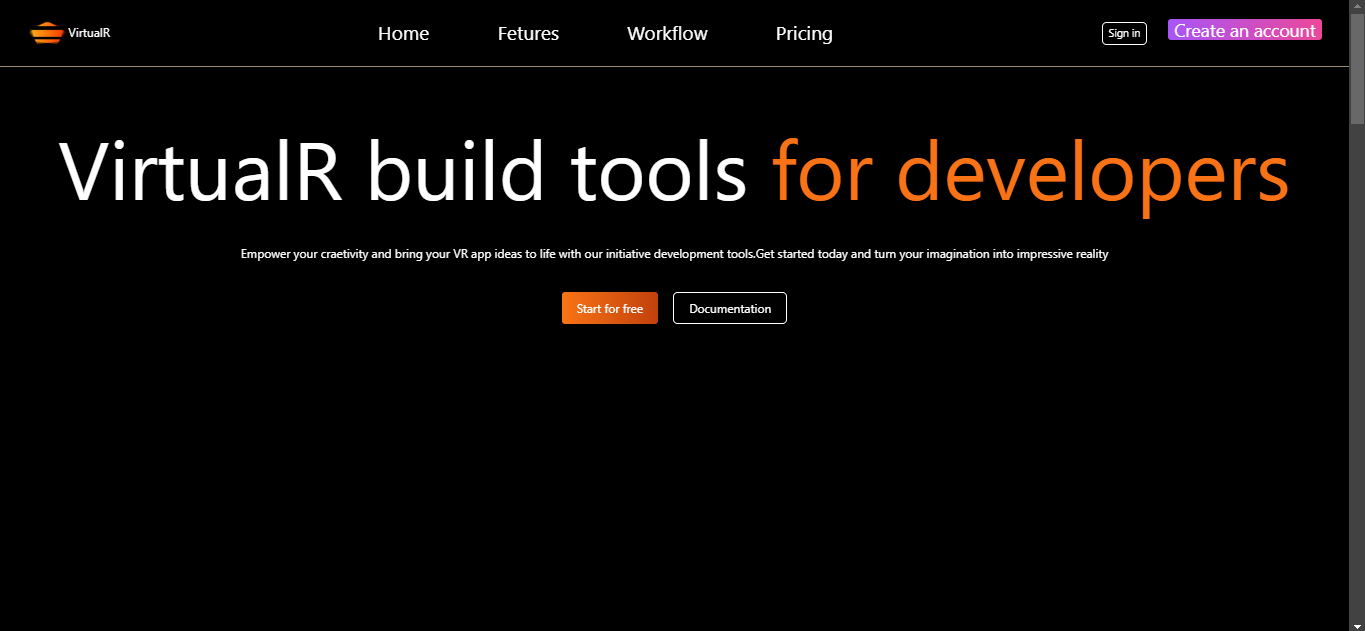 VirtualR Home Fetures Workflow Pricing Sign in Create an account
VirtualR build tools for developers
Empower your craetivity and bring your VR app ideas to life with our initiative development tools.Get started today and turn your imagination into impressive reality
Start for free Documentation